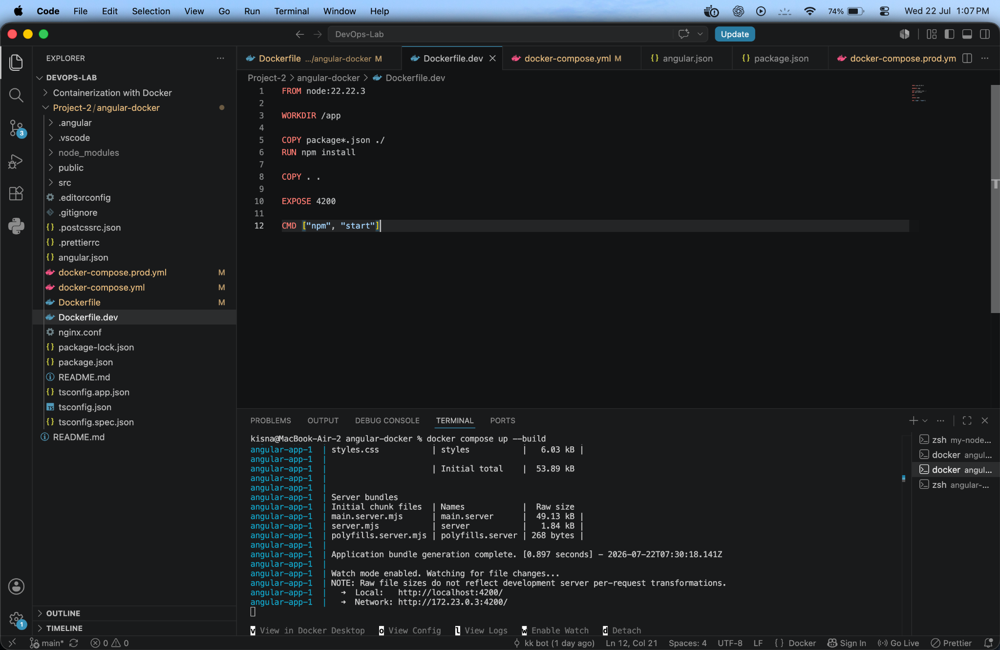 Code File Edit Selection View Go Run Terminal Window Help 74% Wed 22 Jul 1:07 PM
DevOps-Lab Update
EXPLORER
DEVOPS-LAB
Containerization with Docker
Project-2/angular-docker
.angular
.vscode
node_modules
public
src
.editorconfig
.gitignore
.postcssrc.json
.prettierrc
angular.json
docker-compose.prod.yml M
docker-compose.yml M
Dockerfile M
Dockerfile.dev
nginx.conf
package-lock.json
package.json
README.md
tsconfig.app.json
tsconfig.json
tsconfig.spec.json
README.md
OUTLINE
TIMELINE
3
1
Dockerfile .../angular-docker M Dockerfile.dev docker-compose.yml M angular.json package.json docker-compose.prod.ym
Project-2 > angular-docker > Dockerfile.dev
1 FROM node:22.22.3
2
3 WORKDIR /app
4
5 COPY package*.json ./
6 RUN npm install
7
8 COPY . .
9
10 EXPOSE 4200
11
12 CMD ["npm", "start"]
PROBLEMS OUTPUT DEBUG CONSOLE TERMINAL PORTS
kisna@MacBook-Air-2 angular-docker % docker compose up --build
angular-app-1 | styles.css | styles | 6.03 kB |
angular-app-1 |
angular-app-1 | | Initial total | 53.89 kB
angular-app-1 |
angular-app-1 |
angular-app-1 | Server bundles
angular-app-1 | Initial chunk files | Names | Raw size
angular-app-1 | main.server.mjs | main.server | 49.13 kB |
angular-app-1 | server.mjs | server | 1.84 kB |
angular-app-1 | polyfills.server.mjs | polyfills.server | 268 bytes |
angular-app-1 |
angular-app-1 | Application bundle generation complete. [0.897 seconds] - 2026-07-22T07:30:18.141Z
angular-app-1 |
angular-app-1 | Watch mode enabled. Watching for file changes...
angular-app-1 | NOTE: Raw file sizes do not reflect development server per-request transformations.
angular-app-1 | ➜ Local: http://localhost:4200/
angular-app-1 | ➜ Network: http://172.23.0.3:4200/
v View in Docker Desktop o View Config l View Logs w Enable Watch d Detach
zsh my-node...
docker angul...
docker angul...
zsh angular-...
main* 0 0 kk bot (1 day ago) Ln 12, Col 21 Spaces: 4 UTF-8 LF {} Docker Sign In Go Live Prettier